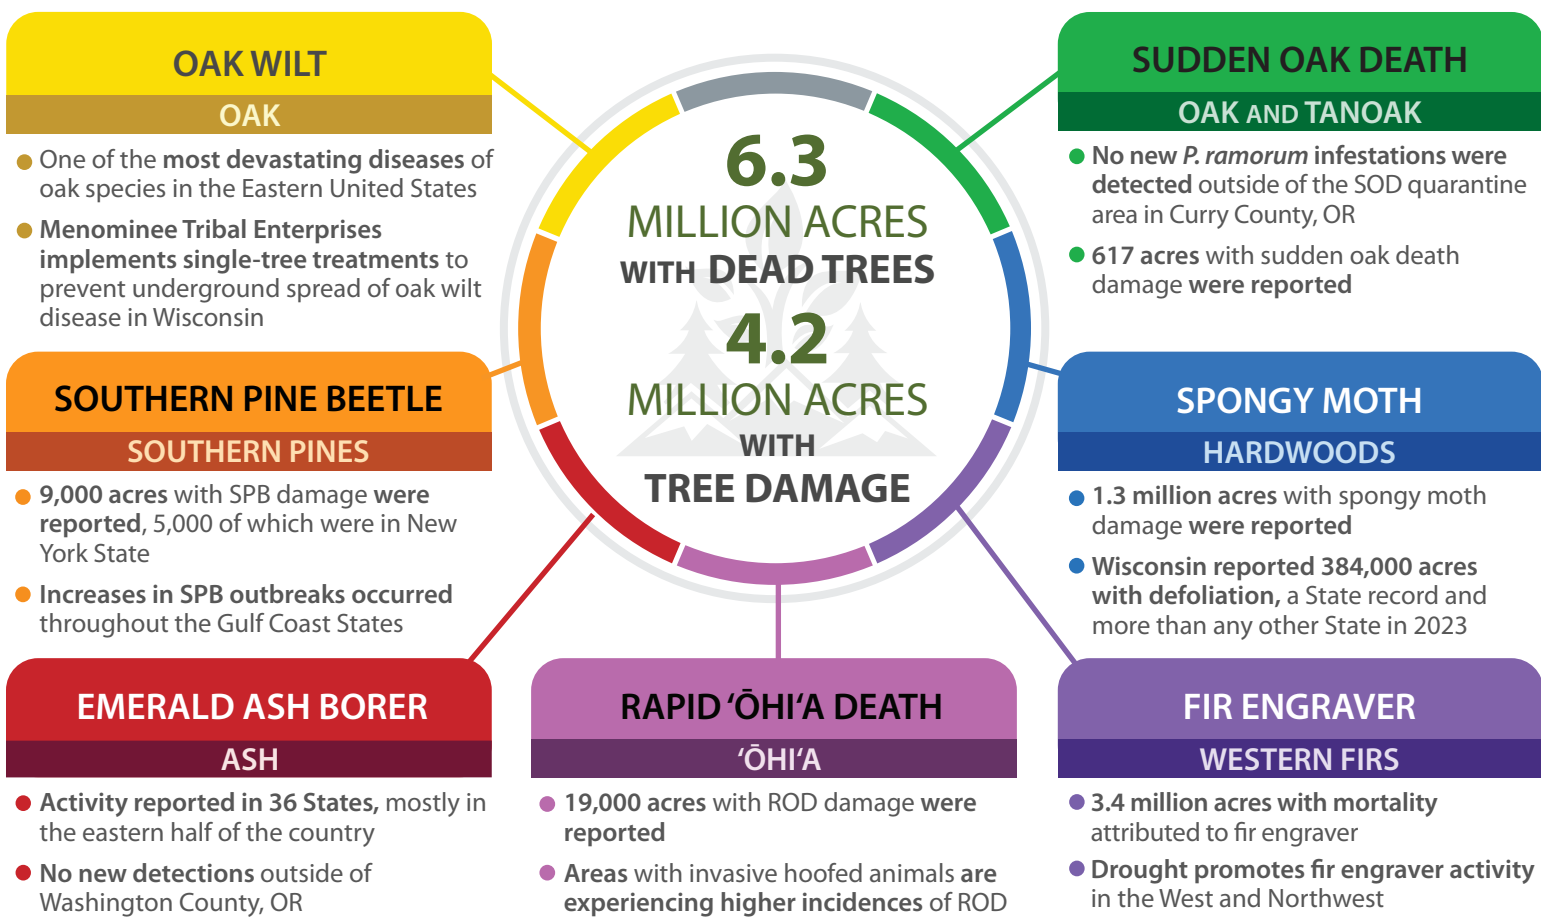 OAK WILT
OAK
One of the most devastating diseases of
oak species in the Eastern United States
Menominee Tribal Enterprises
implements single-tree treatments to
prevent underground spread of oak wilt
disease in Wisconsin
SOUTHERN PINE BEETLE
SOUTHERN PINES
9,000 acres with SPB damage were
reported, 5,000 of which were in New
York State
Increases in SPB outbreaks occurred
throughout the Gulf Coast States
EMERALD ASH BORER
ASH
Activity reported in 36 States, mostly in
the eastern half of the country
No new detections outside of
Washington County, OR
6.3
MILLION ACRES
WITH DEAD TREES
4.2
MILLION ACRES
WITH
TREE DAMAGE
RAPID ʻŌHIʻA DEATH
ʻŌHIʻA
19,000 acres with ROD damage were
reported
Areas with invasive hoofed animals are
experiencing higher incidences of ROD
SUDDEN OAK DEATH
OAK AND TANOAK
No new P. ramorum infestations were
detected outside of the SOD quarantine
area in Curry County, OR
617 acres with sudden oak death
damage were reported
SPONGY MOTH
HARDWOODS
1.3 million acres with spongy moth
damage were reported
Wisconsin reported 384,000 acres
with defoliation, a State record and
more than any other State in 2023
FIR ENGRAVER
WESTERN FIRS
3.4 million acres with mortality
attributed to fir engraver
Drought promotes fir engraver activity
in the West and Northwest